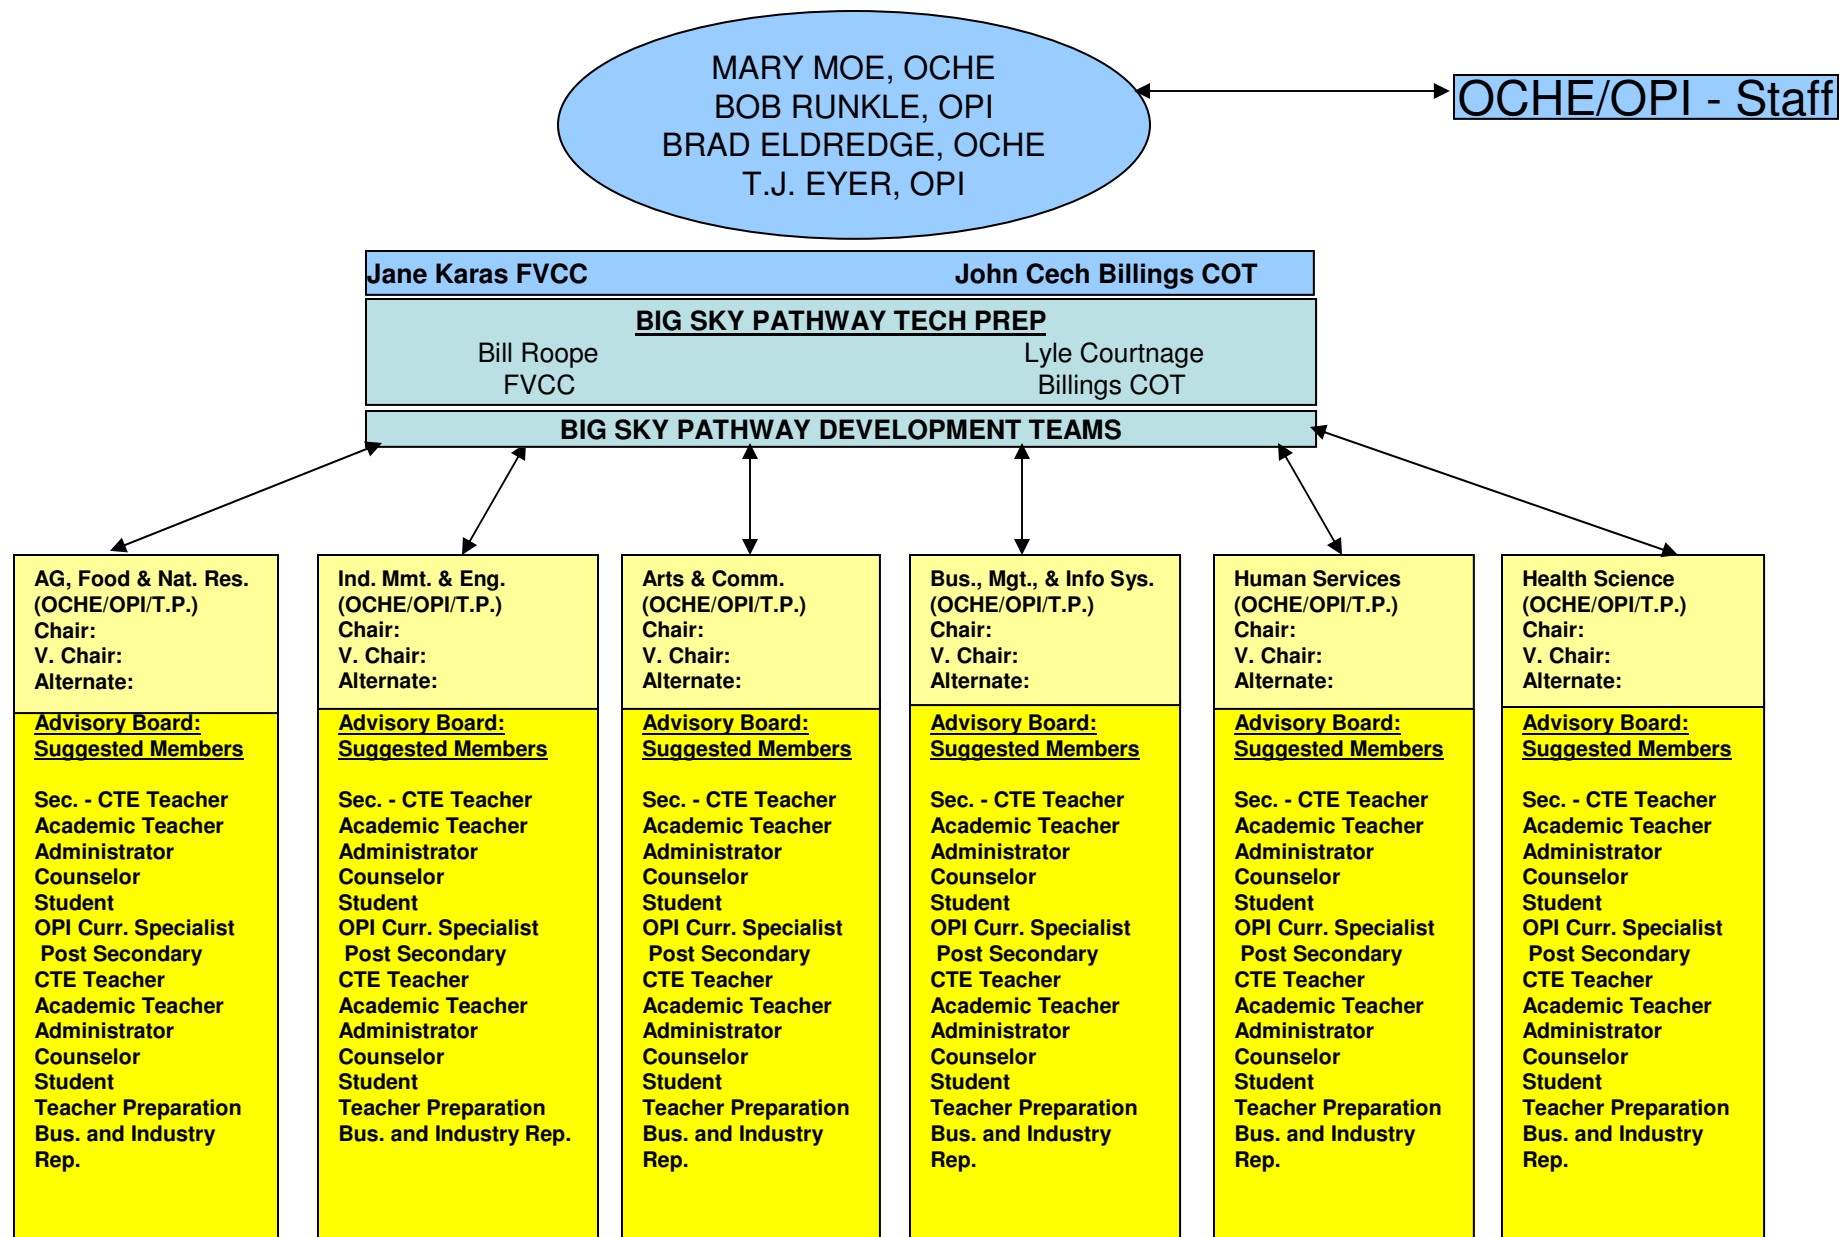 MARY MOE, OCHE
BOB RUNKLE, OPI
BRAD ELDREDGE, OCHE
T.J. EYER, OPI
OCHE/OPI - Staff
Jane Karas FVCC John Cech Billings COT
BIG SKY PATHWAY TECH PREP
Bill Roope Lyle Courtnage
FVCC Billings COT
BIG SKY PATHWAY DEVELOPMENT TEAMS
AG, Food & Nat. Res.
(OCHE/OPI/T.P.)
Chair:
V. Chair:
Alternate:
Advisory Board:
Suggested Members
Sec. - CTE Teacher
Academic Teacher
Administrator
Counselor
Student
OPI Curr. Specialist
Post Secondary
CTE Teacher
Academic Teacher
Administrator
Counselor
Student
Teacher Preparation
Bus. and Industry
Rep.
Ind. Mmt. & Eng.
(OCHE/OPI/T.P.)
Chair:
V. Chair:
Alternate:
Advisory Board:
Suggested Members
Sec. - CTE Teacher
Academic Teacher
Administrator
Counselor
Student
OPI Curr. Specialist
Post Secondary
CTE Teacher
Academic Teacher
Administrator
Counselor
Student
Teacher Preparation
Bus. and Industry Rep.
Arts & Comm.
(OCHE/OPI/T.P.)
Chair:
V. Chair:
Alternate:
Advisory Board:
Suggested Members
Sec. - CTE Teacher
Academic Teacher
Administrator
Counselor
Student
OPI Curr. Specialist
Post Secondary
CTE Teacher
Academic Teacher
Administrator
Counselor
Student
Teacher Preparation
Bus. and Industry
Rep.
Bus., Mgt., & Info Sys.
(OCHE/OPI/T.P.)
Chair:
V. Chair:
Alternate:
Advisory Board:
Suggested Members
Sec. - CTE Teacher
Academic Teacher
Administrator
Counselor
Student
OPI Curr. Specialist
Post Secondary
CTE Teacher
Academic Teacher
Administrator
Counselor
Student
Teacher Preparation
Bus. and Industry
Rep.
Human Services
(OCHE/OPI/T.P.)
Chair:
V. Chair:
Alternate:
Advisory Board:
Suggested Members
Sec. - CTE Teacher
Academic Teacher
Administrator
Counselor
Student
OPI Curr. Specialist
Post Secondary
CTE Teacher
Academic Teacher
Administrator
Counselor
Student
Teacher Preparation
Bus. and Industry
Rep.
Health Science
(OCHE/OPI/T.P.)
Chair:
V. Chair:
Alternate:
Advisory Board:
Suggested Members
Sec. - CTE Teacher
Academic Teacher
Administrator
Counselor
Student
OPI Curr. Specialist
Post Secondary
CTE Teacher
Academic Teacher
Administrator
Counselor
Student
Teacher Preparation
Bus. and Industry
Rep.